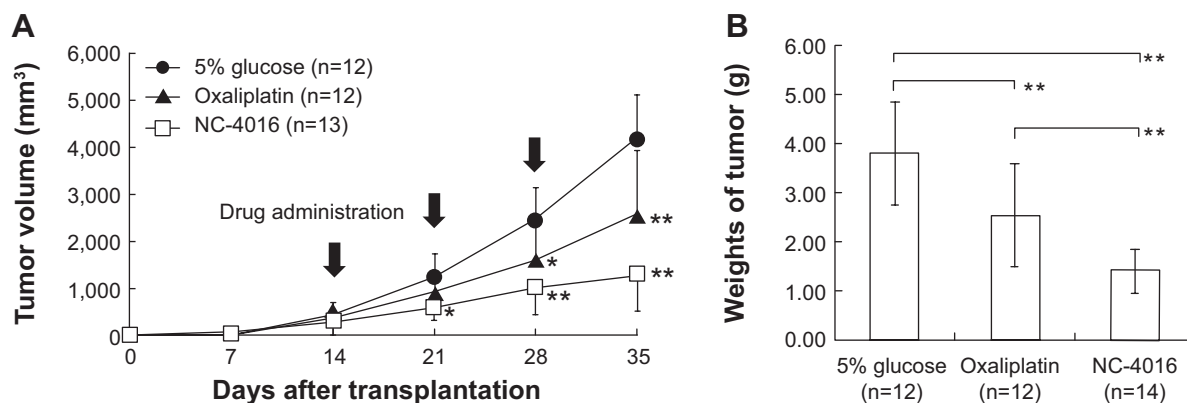 A
Tumor volume (mm³)
6,000
5,000
4,000
3,000
2,000
1,000
0
5% glucose (n=12)
Oxaliplatin (n=12)
NC-4016 (n=13)
Drug administration
*
**
*
**
**
**
0 7 14 21 28 35
Days after transplantation
B
Weights of tumor (g)
6.00
5.00
4.00
3.00
2.00
1.00
0.00
**
**
**
5% glucose Oxaliplatin NC-4016
(n=12) (n=12) (n=14)